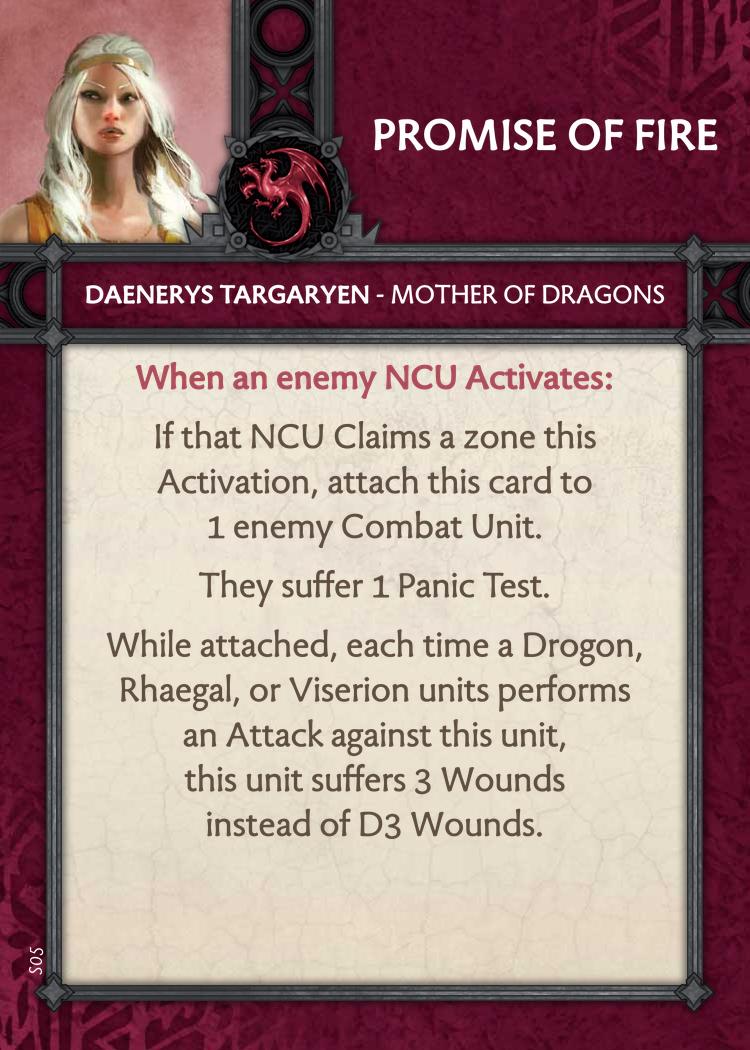 PROMISE OF FIRE
DAENERYS TARGARYEN - MOTHER OF DRAGONS
When an enemy NCU Activates:
If that NCU Claims a zone this
Activation, attach this card to
1 enemy Combat Unit.
They suffer 1 Panic Test.
While attached, each time a Drogon,
Rhaegal, or Viserion units performs
an Attack against this unit,
this unit suffers 3 Wounds
instead of D3 Wounds.
S05